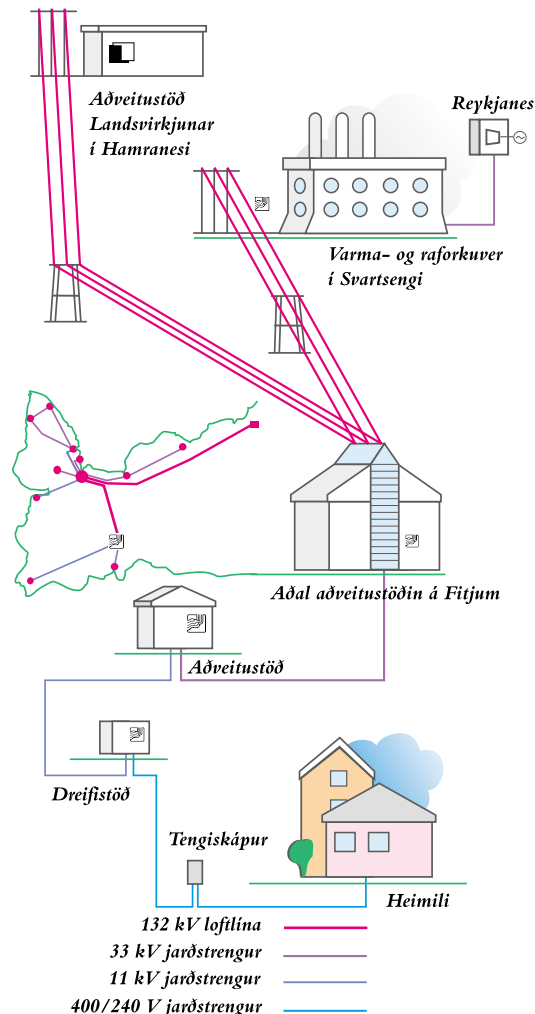 Aðveitustöð
Landsvirkjunar
í Hamranesi
Reykjanes
Varma- og raforkuver
í Svartsengi
Aðal aðveitustöðin á Fitjum
Aðveitustöð
Dreifistöð
Tengiskápur
Heimili
132 kV loftlína
33 kV jarðstrengur
11 kV jarðstrengur
400/240 V jarðstrengur